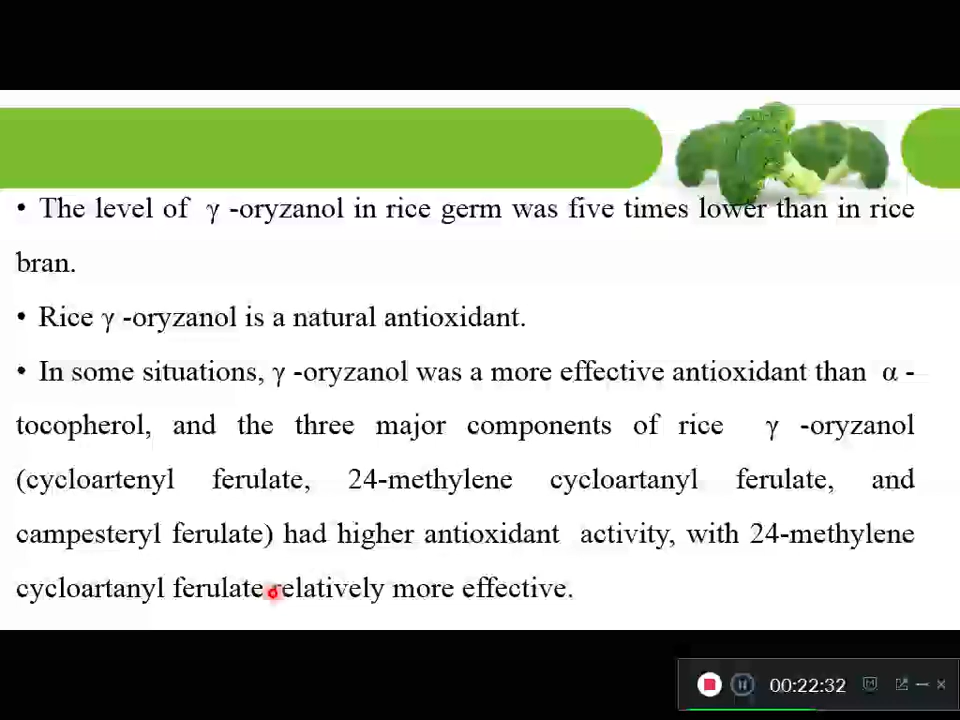 • The level of γ -oryzanol in rice germ was five times lower than in rice
bran.
• Rice γ -oryzanol is a natural antioxidant.
• In some situations, γ -oryzanol was a more effective antioxidant than α -
tocopherol, and the three major components of rice γ -oryzanol
(cycloartenyl ferulate, 24-methylene cycloartanyl ferulate, and
campesteryl ferulate) had higher antioxidant activity, with 24-methylene
cycloartanyl ferulate relatively more effective.
00:22:32